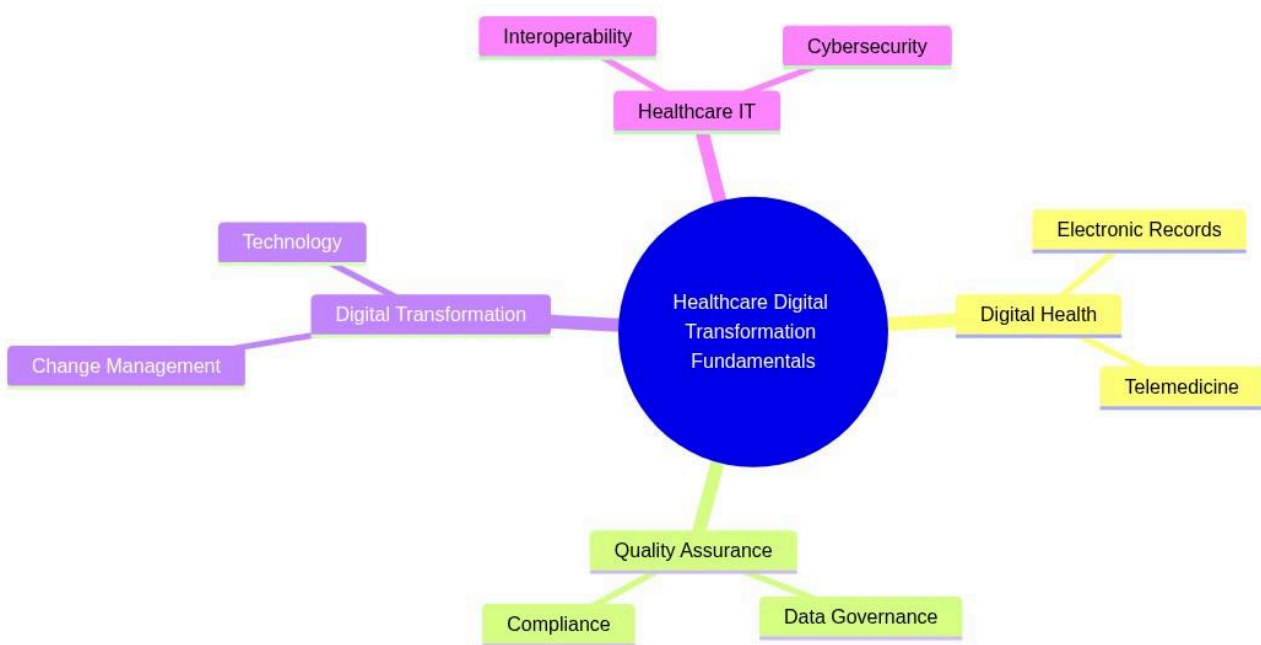 Interoperability
Cybersecurity
Healthcare IT
Technology
Digital Transformation
Change Management
Healthcare Digital
Transformation
Fundamentals
Electronic Records
Digital Health
Telemedicine
Quality Assurance
Compliance
Data Governance